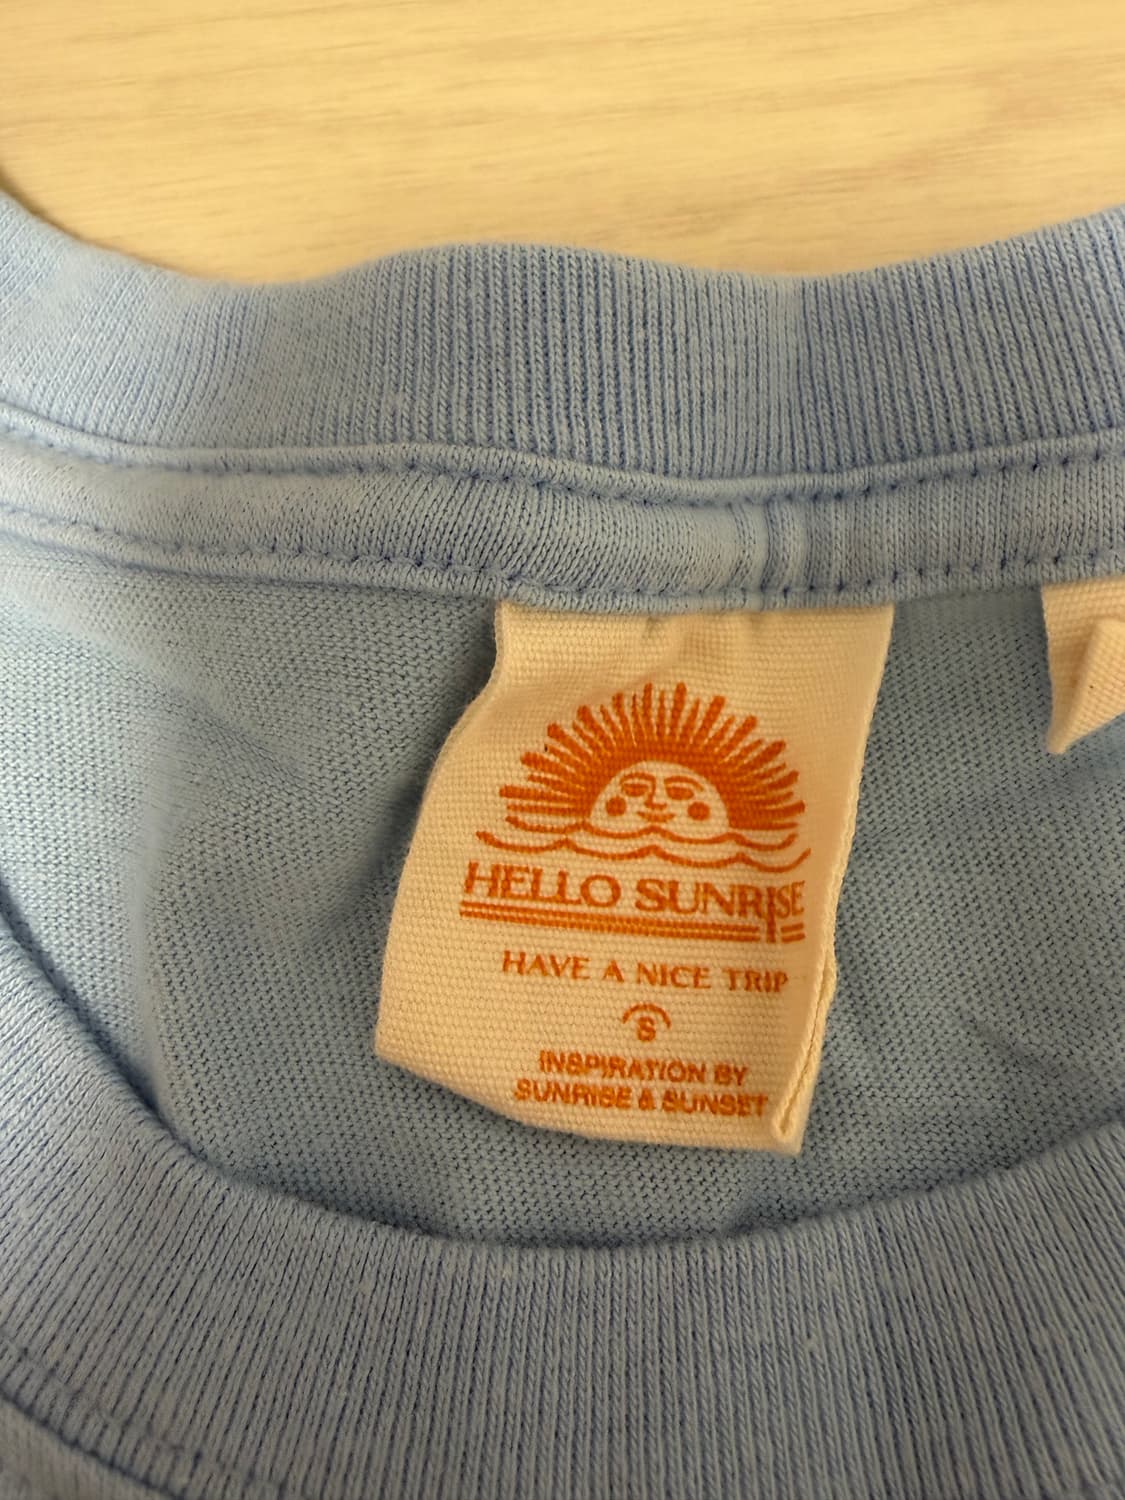 HELLO SUNRISE
HAVE A NICE TRIP
S
INSPIRATION BY
SUNRISE & SUNSET